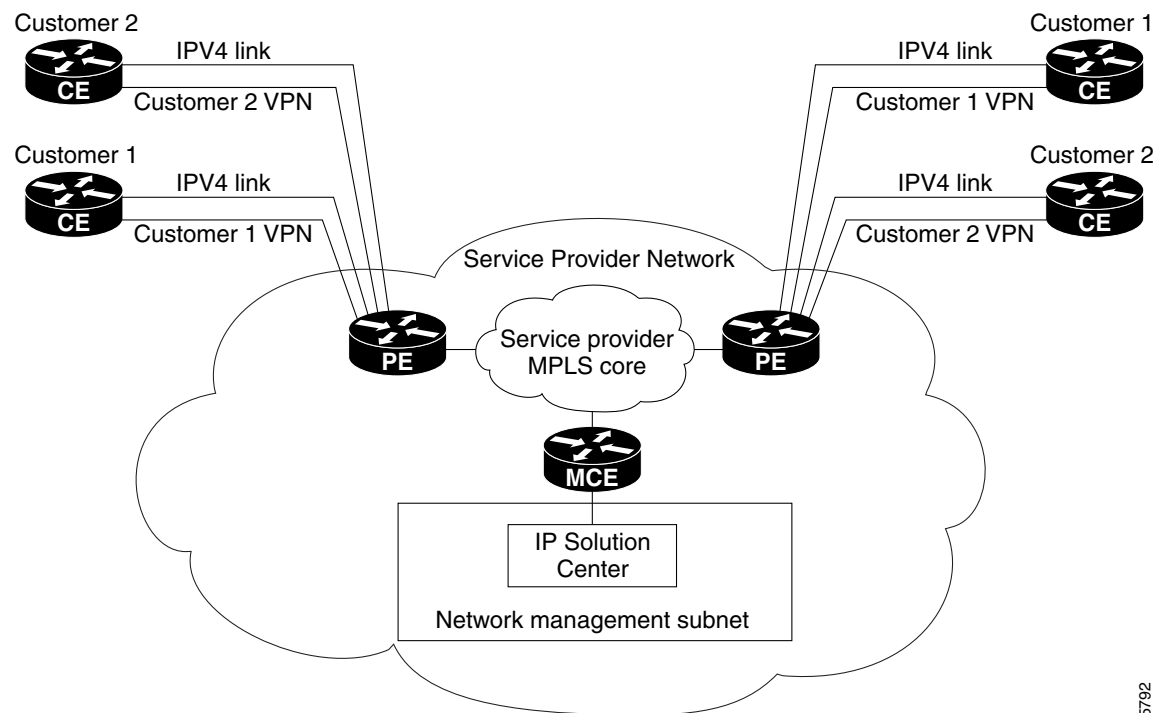 Customer 2
IPV4 link
CE
Customer 2 VPN
Customer 1
IPV4 link
CE
Customer 1 VPN
Customer 1
IPV4 link
CE
Customer 1 VPN
Customer 2
IPV4 link
CE
Customer 2 VPN
Service Provider Network
PE
Service provider
MPLS core
PE
MCE
IP Solution
Center
Network management subnet